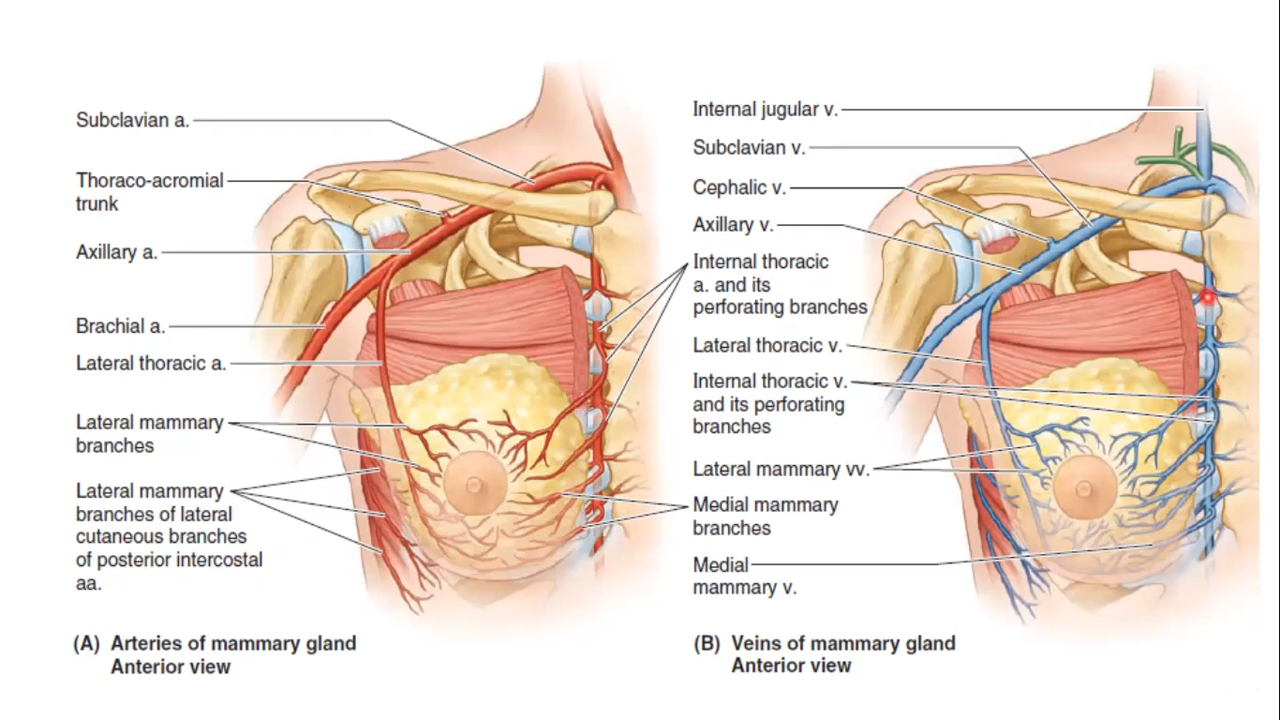 Subclavian a.
Thoraco-acromial
trunk
Axillary a.
Brachial a.
Lateral thoracic a.
Lateral mammary
branches
Lateral mammary
branches of lateral
cutaneous branches
of posterior intercostal
aa.
(A) Arteries of mammary gland
Anterior view
Internal jugular v.
Subclavian v.
Cephalic v.
Axillary v.
Internal thoracic
a. and its
perforating branches
Lateral thoracic v.
Internal thoracic v.
and its perforating
branches
Lateral mammary vv.
Medial mammary
branches
Medial
mammary v.
(B) Veins of mammary gland
Anterior view